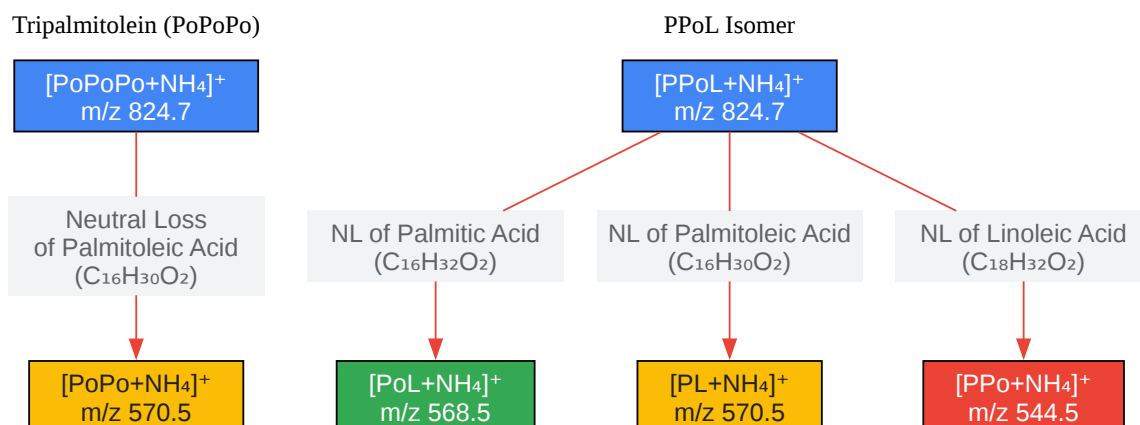 Tripalmitolein (PoPoPo)
PPoL Isomer
[PoPoPo+NH₄]⁺
m/z 824.7
[PPoL+NH₄]⁺
m/z 824.7
Neutral Loss
of Palmitoleic Acid
(C₁₆H₃₀O₂)
NL of Palmitic Acid
(C₁₆H₃₂O₂)
NL of Palmitoleic Acid
(C₁₆H₃₀O₂)
NL of Linoleic Acid
(C₁₈H₃₂O₂)
[PoPo+NH₄]⁺
m/z 570.5
[PoL+NH₄]⁺
m/z 568.5
[PL+NH₄]⁺
m/z 570.5
[PPo+NH₄]⁺
m/z 544.5